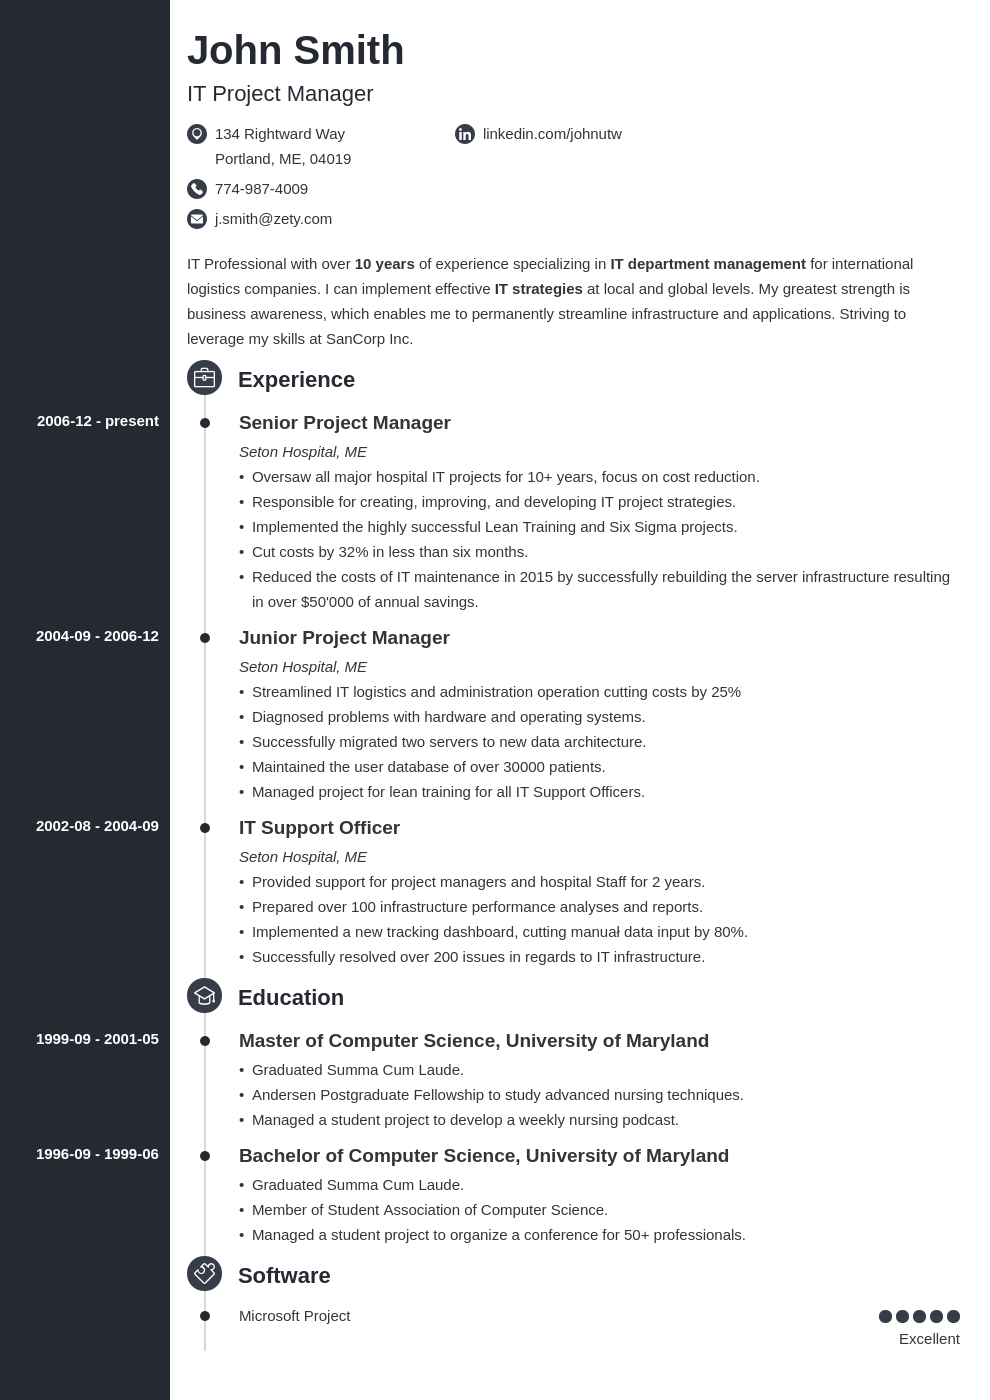 John Smith
IT Project Manager
134 Rightward Way
Portland, ME, 04019
774-987-4009
j.smith@zety.com
linkedin.com/johnutw
IT Professional with over 10 years of experience specializing in IT department management for international
logistics companies. I can implement effective IT strategies at local and global levels. My greatest strength is
business awareness, which enables me to permanently streamline infrastructure and applications. Striving to
leverage my skills at SanCorp Inc.
Experience
2006-12 - present
Senior Project Manager
Seton Hospital, ME
• Oversaw all major hospital IT projects for 10+ years, focus on cost reduction.
• Responsible for creating, improving, and developing IT project strategies.
• Implemented the highly successful Lean Training and Six Sigma projects.
• Cut costs by 32% in less than six months.
• Reduced the costs of IT maintenance in 2015 by successfully rebuilding the server infrastructure resulting
in over $50'000 of annual savings.
2004-09 - 2006-12
Junior Project Manager
Seton Hospital, ME
• Streamlined IT logistics and administration operation cutting costs by 25%
• Diagnosed problems with hardware and operating systems.
• Successfully migrated two servers to new data architecture.
• Maintained the user database of over 30000 patients.
• Managed project for lean training for all IT Support Officers.
2002-08 - 2004-09
IT Support Officer
Seton Hospital, ME
• Provided support for project managers and hospital Staff for 2 years.
• Prepared over 100 infrastructure performance analyses and reports.
• Implemented a new tracking dashboard, cutting manuał data input by 80%.
• Successfully resolved over 200 issues in regards to IT infrastructure.
Education
1999-09 - 2001-05
Master of Computer Science, University of Maryland
• Graduated Summa Cum Laude.
• Andersen Postgraduate Fellowship to study advanced nursing techniques.
• Managed a student project to develop a weekly nursing podcast.
1996-09 - 1999-06
Bachelor of Computer Science, University of Maryland
• Graduated Summa Cum Laude.
• Member of Student Association of Computer Science.
• Managed a student project to organize a conference for 50+ professionals.
Software
Microsoft Project
Excellent